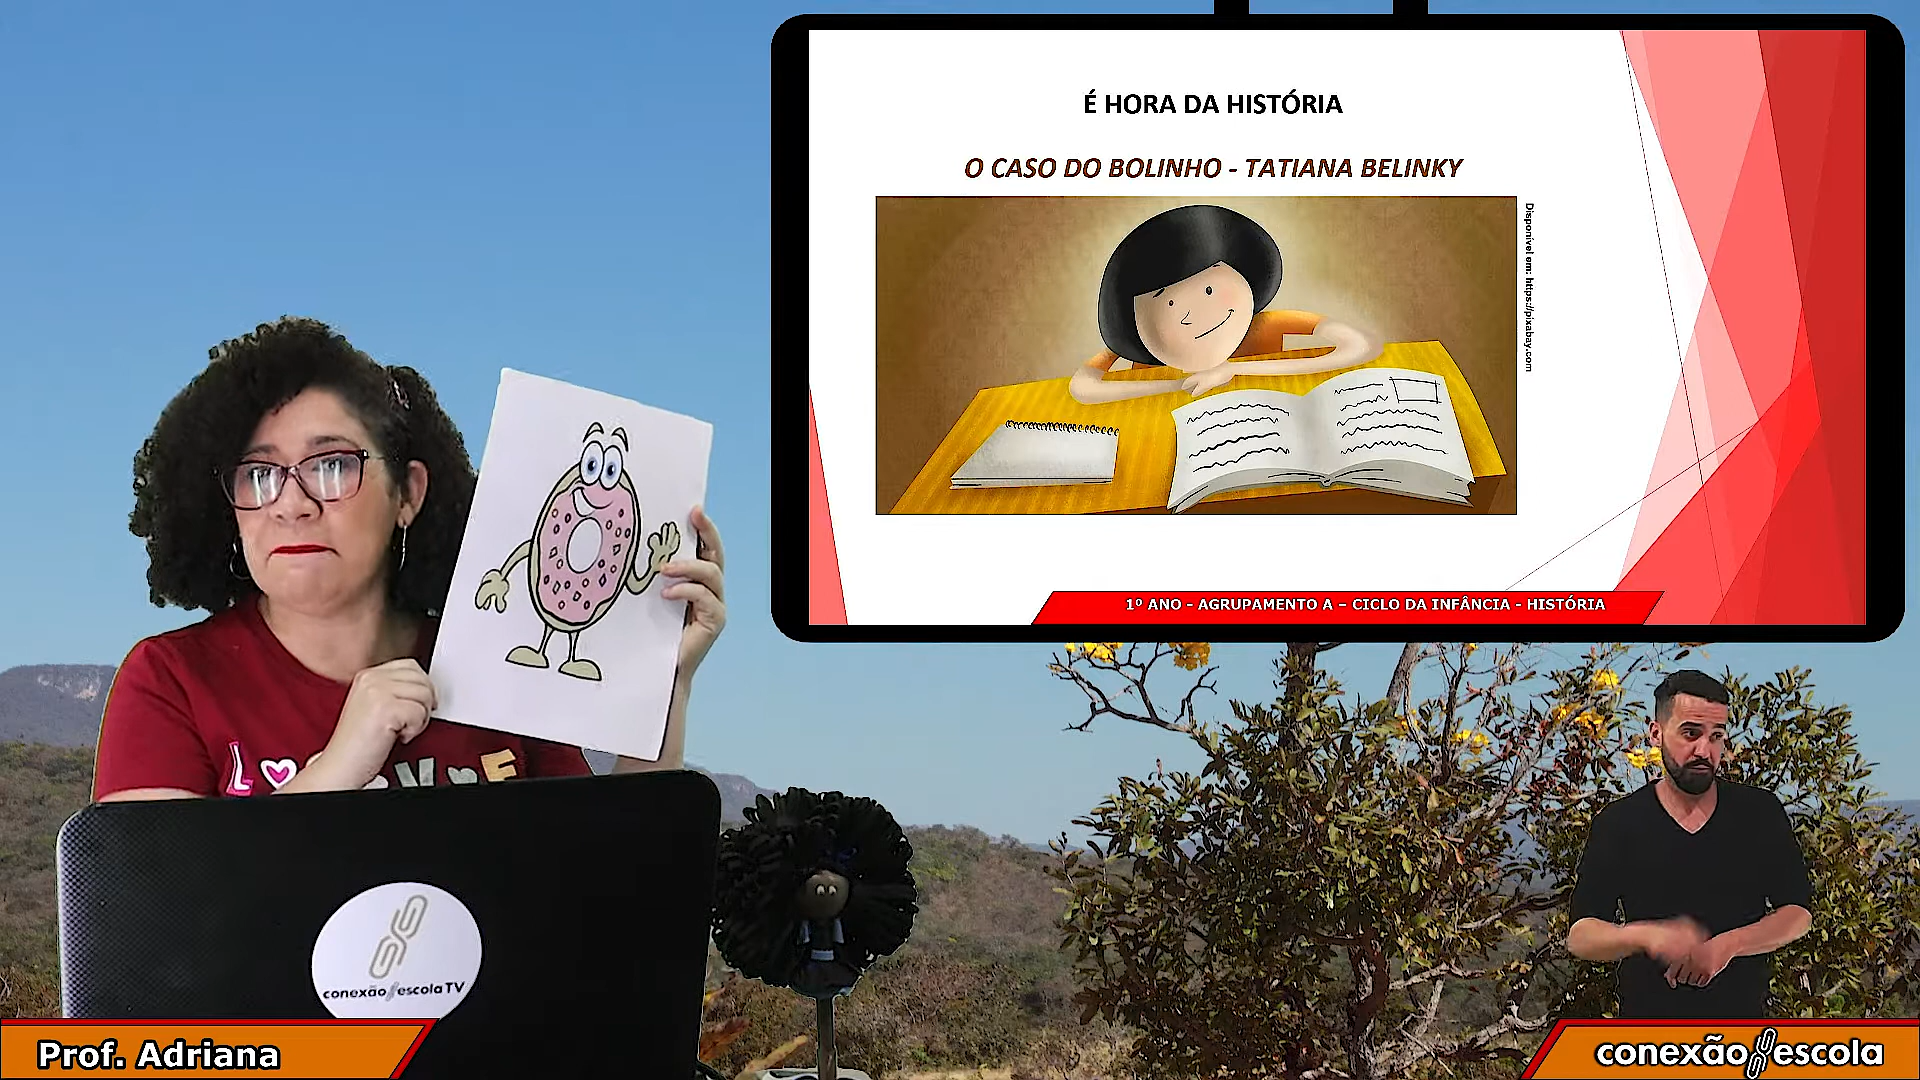 É HORA DA HISTÓRIA
O CASO DO BOLINHO - TATIANA BELINKY
Disponível em: https://pixabay.com
1º ANO - AGRUPAMENTO A – CICLO DA INFÂNCIA - HISTÓRIA
conexão escola TV
Prof. Adriana
conexão escola